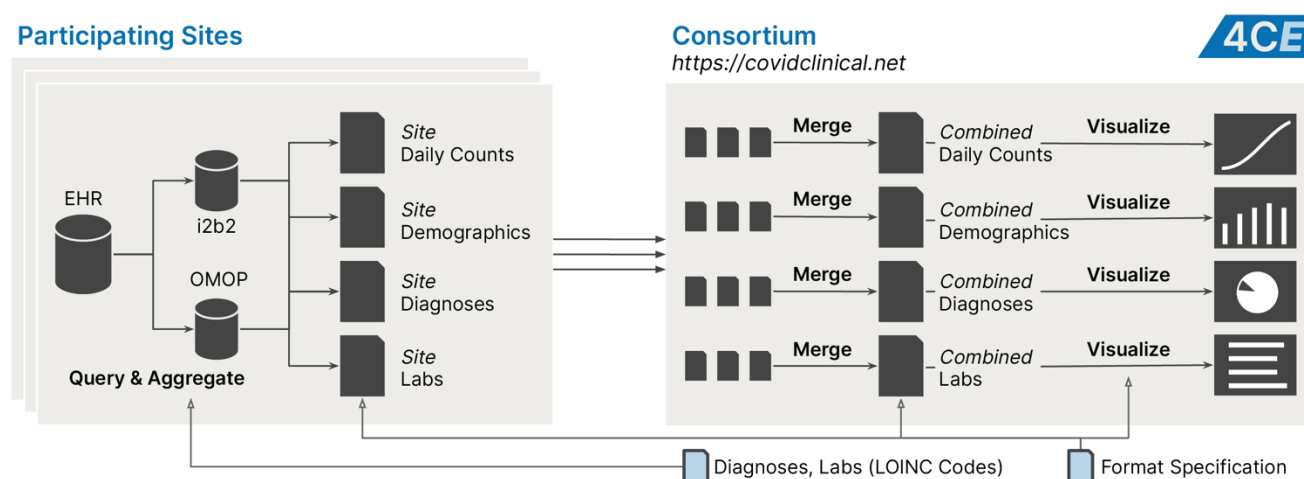 Participating Sites
EHR
i2b2
OMOP
Query & Aggregate
Site
Daily Counts
Site
Demographics
Site
Diagnoses
Site
Labs
Consortium
https://covidclinical.net
4CE
Merge
Combined
Daily Counts
Visualize
Merge
Combined
Demographics
Visualize
Merge
Combined
Diagnoses
Visualize
Merge
Combined
Labs
Visualize
Diagnoses, Labs (LOINC Codes)
Format Specification